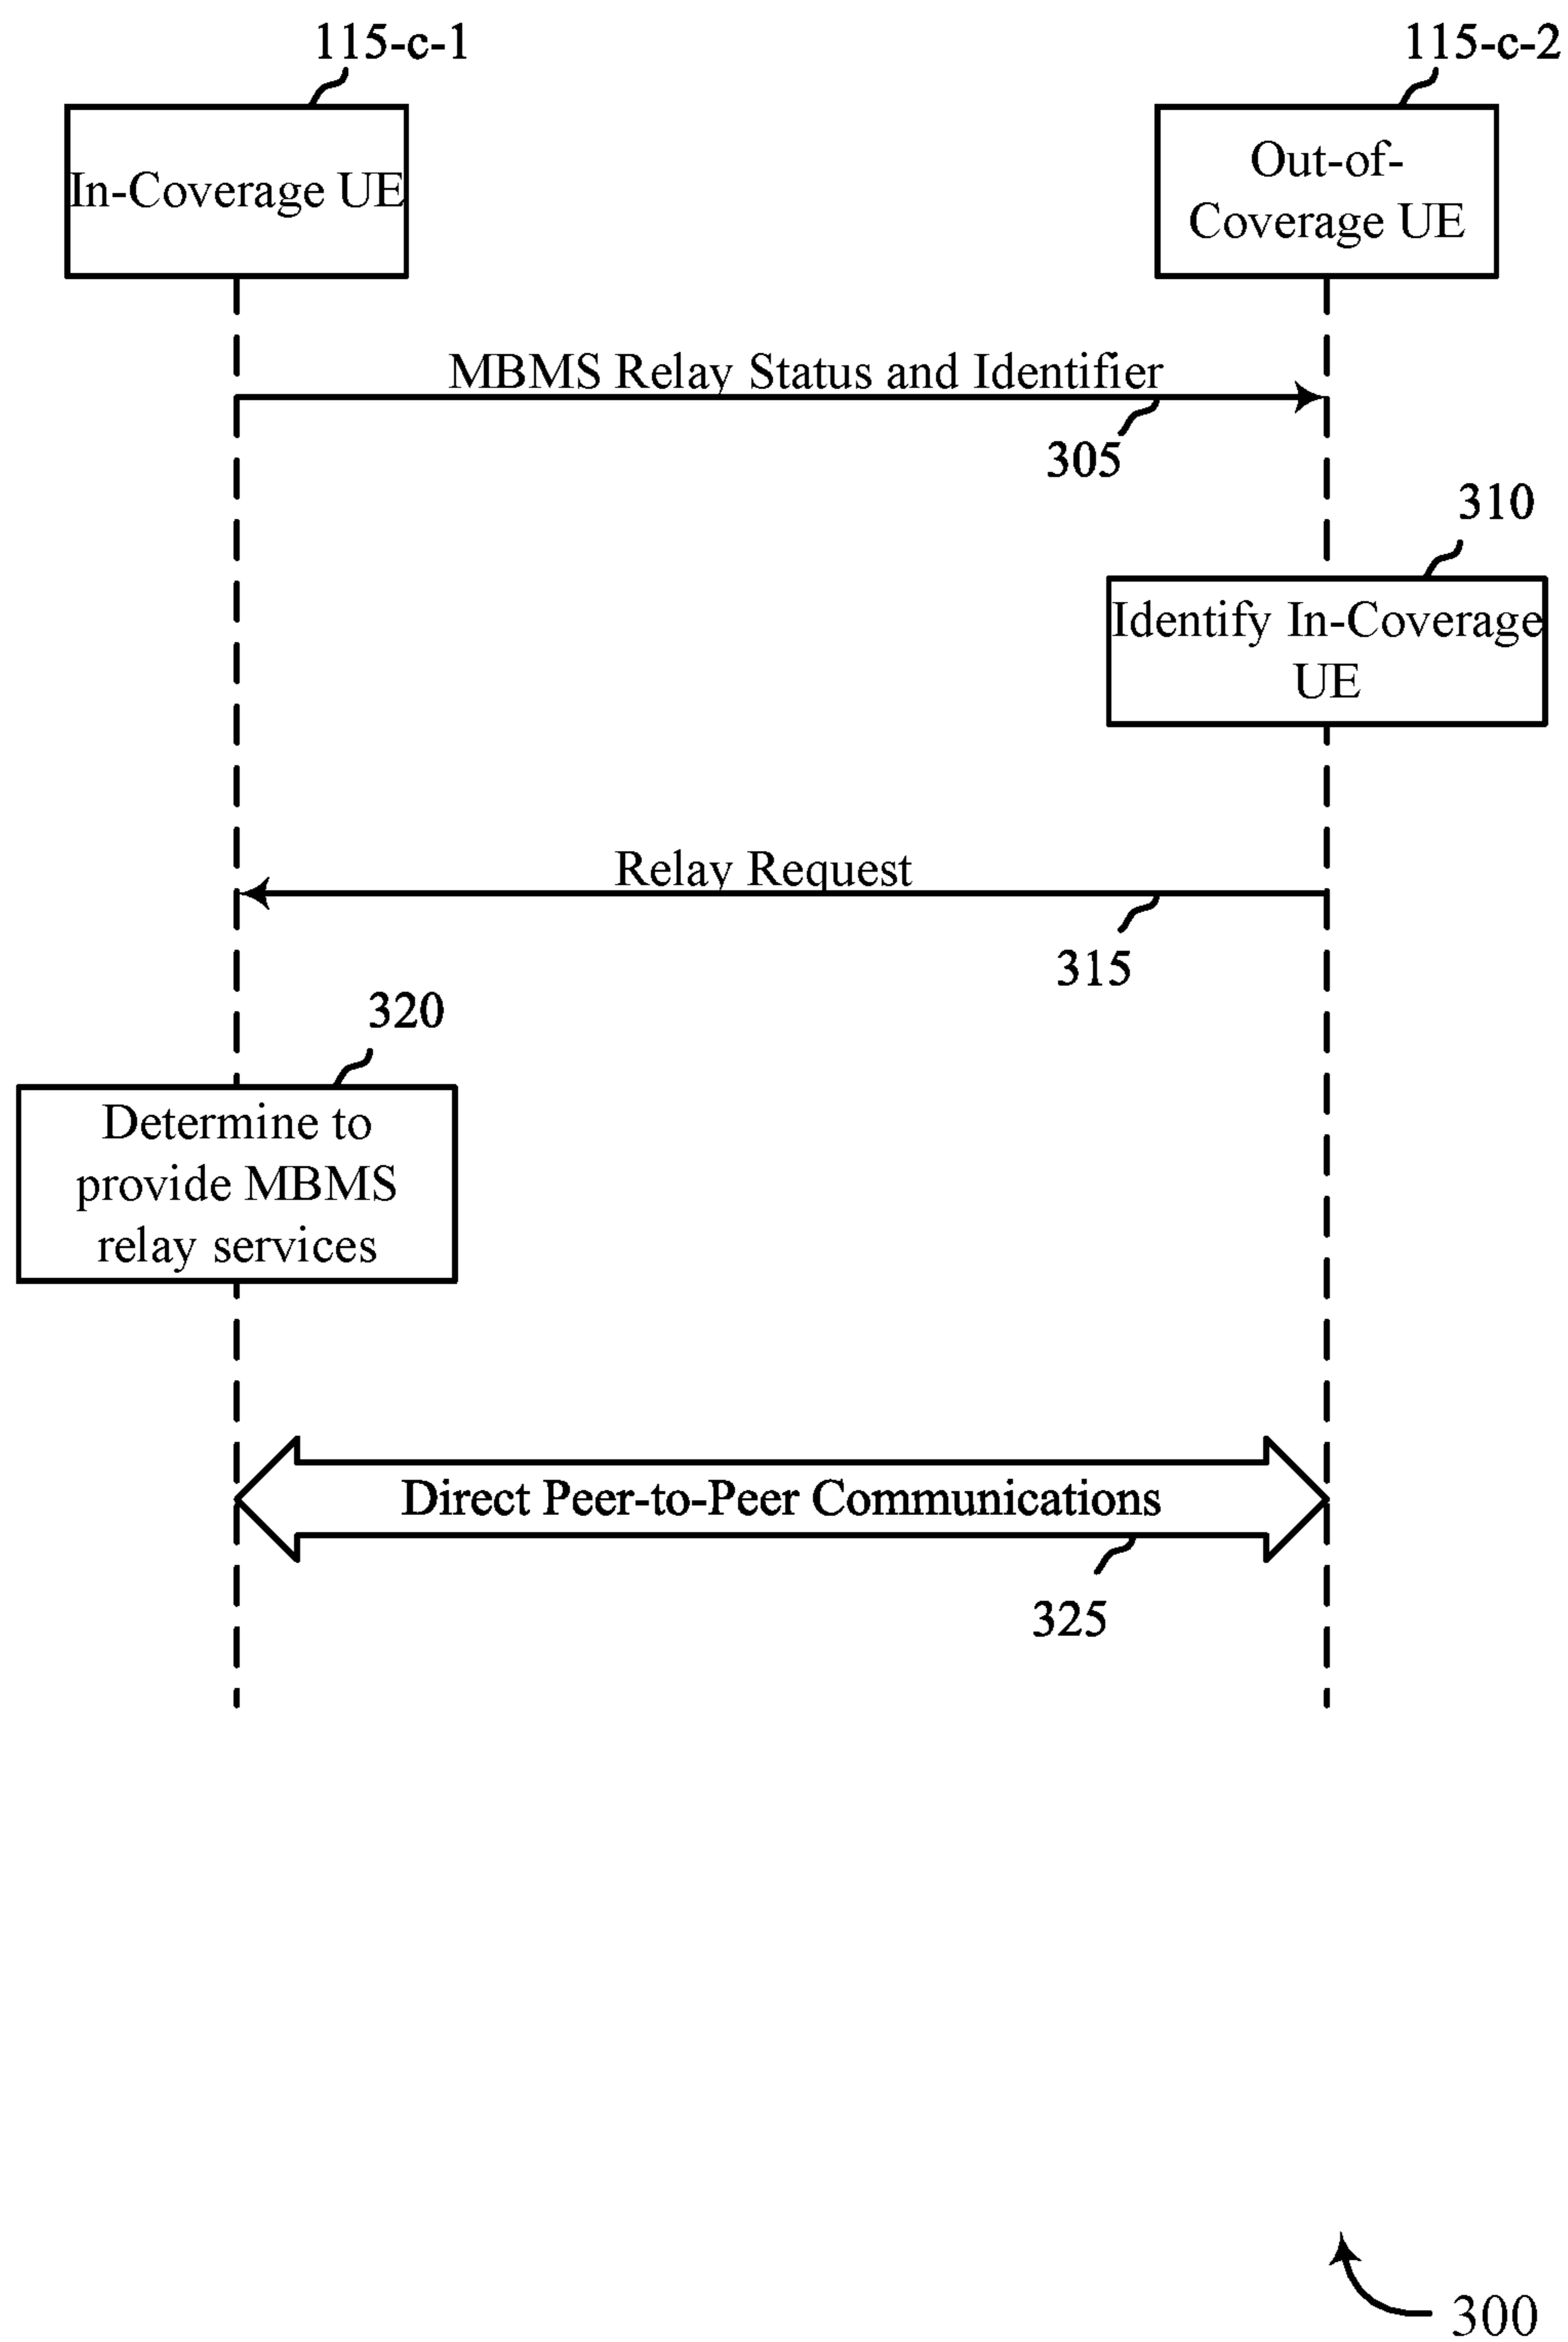 115-c-1
115-c-2
In-Coverage UE
Out-of-
Coverage UE
MBMS Relay Status and Identifier
305
310
Identify In-Coverage
UE
Relay Request
315
320
Determine to
provide MBMS
relay services
Direct Peer-to-Peer Communications
325
300